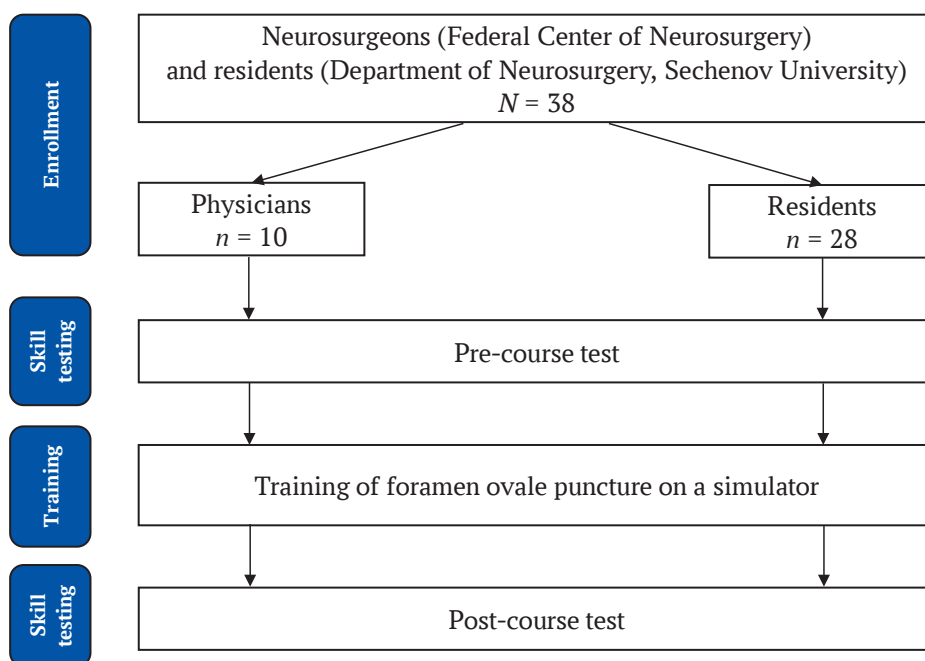 Enrollment
Neurosurgeons (Federal Center of Neurosurgery)
and residents (Department of Neurosurgery, Sechenov University)
N = 38
Physicians
n = 10
Residents
n = 28
Skill
testing
Pre-course test
Training
Training of foramen ovale puncture on a simulator
Skill
testing
Post-course test